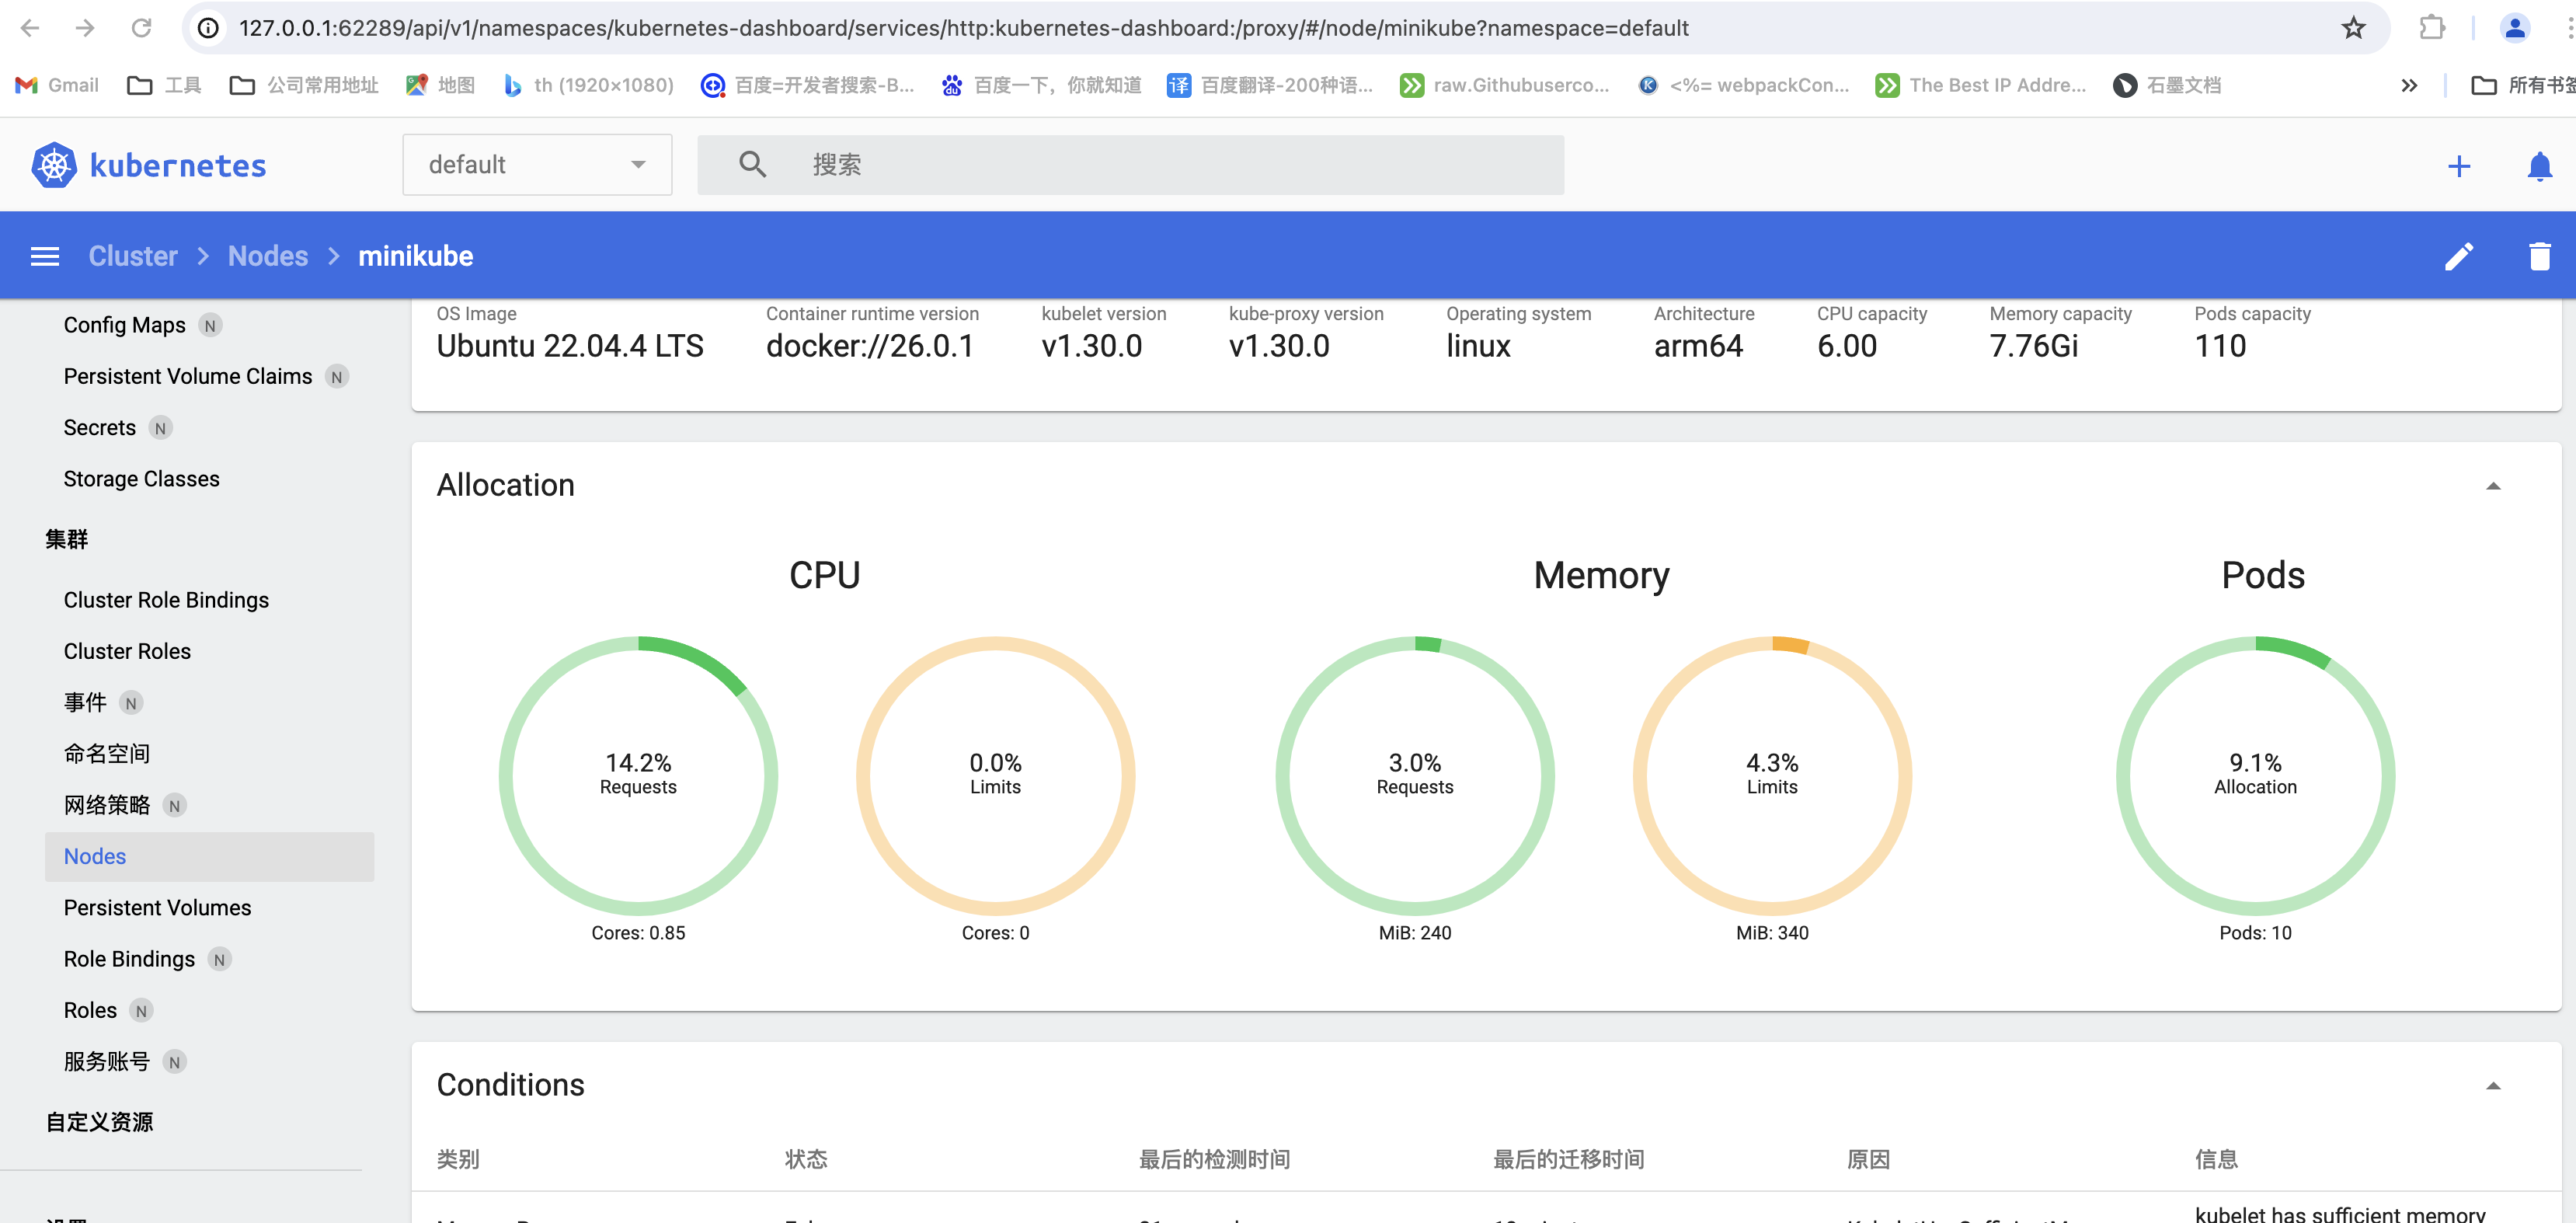 127.0.0.1:62289/api/v1/namespaces/kubernetes-dashboard/services/http:kubernetes-dashboard:/proxy/#/node/minikube?namespace=default
Gmail 工具 公司常用地址 地图 th (1920×1080) 百度=开发者搜索-B... 百度一下，你就知道 百度翻译-200种语... raw.Githubuserco... <%= webpackCon... The Best IP Addre... 石墨文档 » 所有书签
kubernetes default 搜索
Cluster > Nodes > minikube
Config Maps N
Persistent Volume Claims N
Secrets N
Storage Classes
集群
Cluster Role Bindings
Cluster Roles
事件 N
命名空间
网络策略 N
Nodes
Persistent Volumes
Role Bindings N
Roles N
服务账号 N
自定义资源
OS Image Container runtime version kubelet version kube-proxy version Operating system Architecture CPU capacity Memory capacity Pods capacity
Ubuntu 22.04.4 LTS docker://26.0.1 v1.30.0 v1.30.0 linux arm64 6.00 7.76Gi 110
Allocation
CPU Memory Pods
14.2% 0.0% 3.0% 4.3% 9.1%
Requests Limits Requests Limits Allocation
Cores: 0.85 Cores: 0 MiB: 240 MiB: 340 Pods: 10
Conditions
类别 状态 最后的检测时间 最后的迁移时间 原因 信息
kubelet has sufficient memory